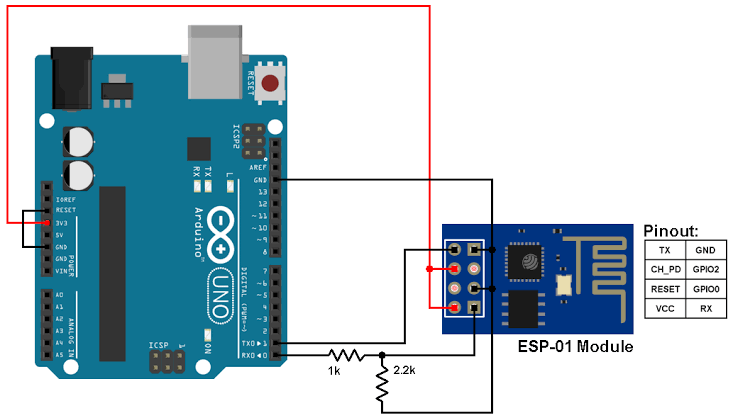 RESET
ICSP2
AREF
GND
13
12
~11
~10
~9
8
RX
TX
L
IOREF
RESET
3V3
5V
GND
GND
VIN
POWER
Arduino™
UNO
DIGITAL (PWM=~)
7
~6
~5
4
~3
2
TX0 ▶ 1
RX0 ◀ 0
A0
A1
A2
A3
A4
A5
ANALOG IN
ICSP
1
ON
1k
2.2k
ESP-01 Module
Pinout:
TX GND
CH_PD GPIO2
RESET GPIO0
VCC RX